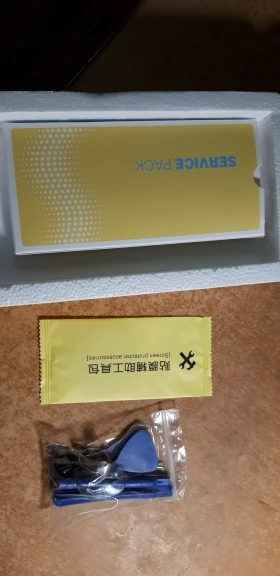 SERVICE PACK
贴膜辅助工具包
[Screen protector accessories]